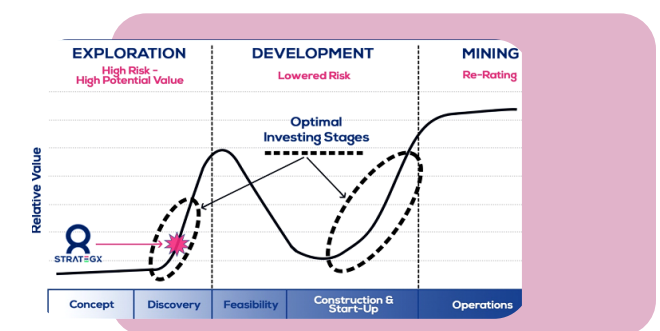 EXPLORATION
High Risk –
High Potential Value
DEVELOPMENT
Lowered Risk
MINING
Re-Rating
Optimal
Investing Stages
Relative Value
STRATEGX
Concept
Discovery
Feasibility
Construction &
Start-Up
Operations